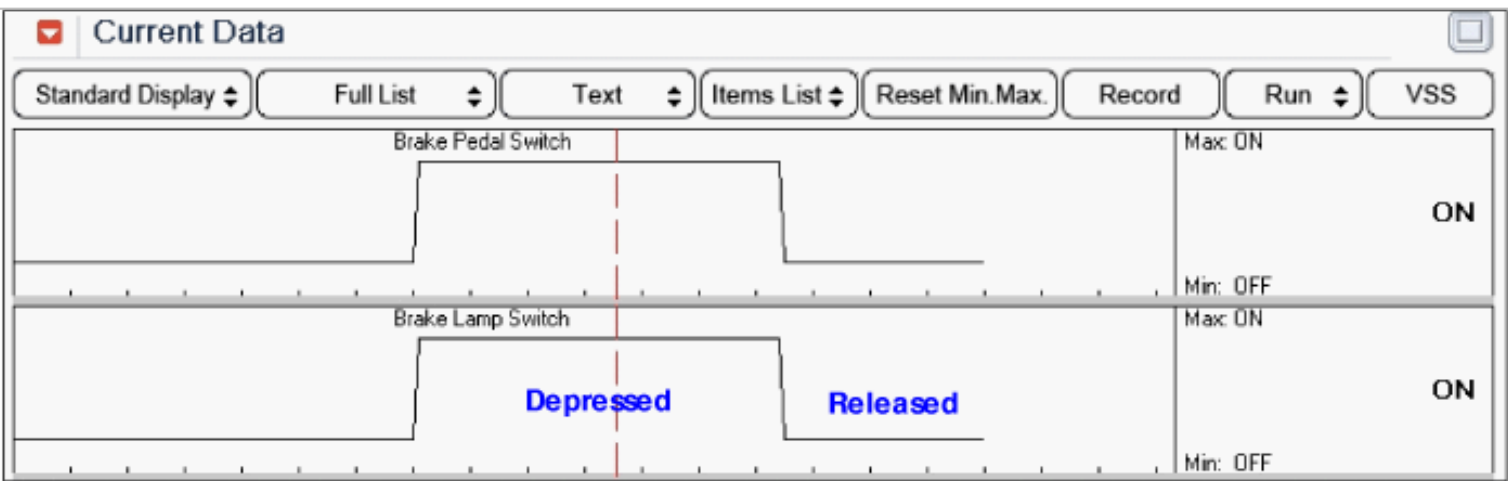 Current Data
Standard Display Full List Text Items List Reset Min.Max. Record Run VSS
Brake Pedal Switch Max: ON
ON
Min: OFF
Brake Lamp Switch Max: ON
Depressed Released ON
Min: OFF